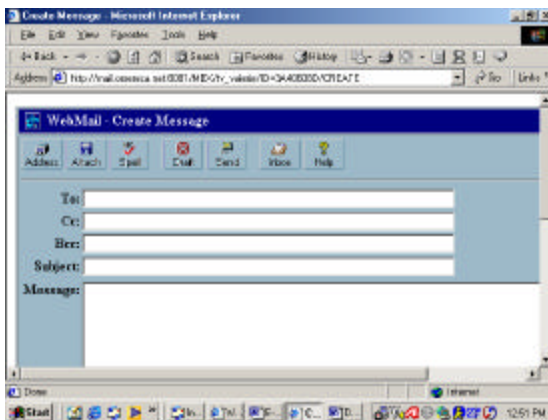 Create Message - Microsoft Internet Explorer
File Edit View Favorites Tools Help
Back Search Favorites History
Address Go Links
WebMail - Create Message
Address Attach Spell Draft Send Inbox Help
To:
Cc:
Bcc:
Subject:
Message:
Done Internet
Start 12:51 PM